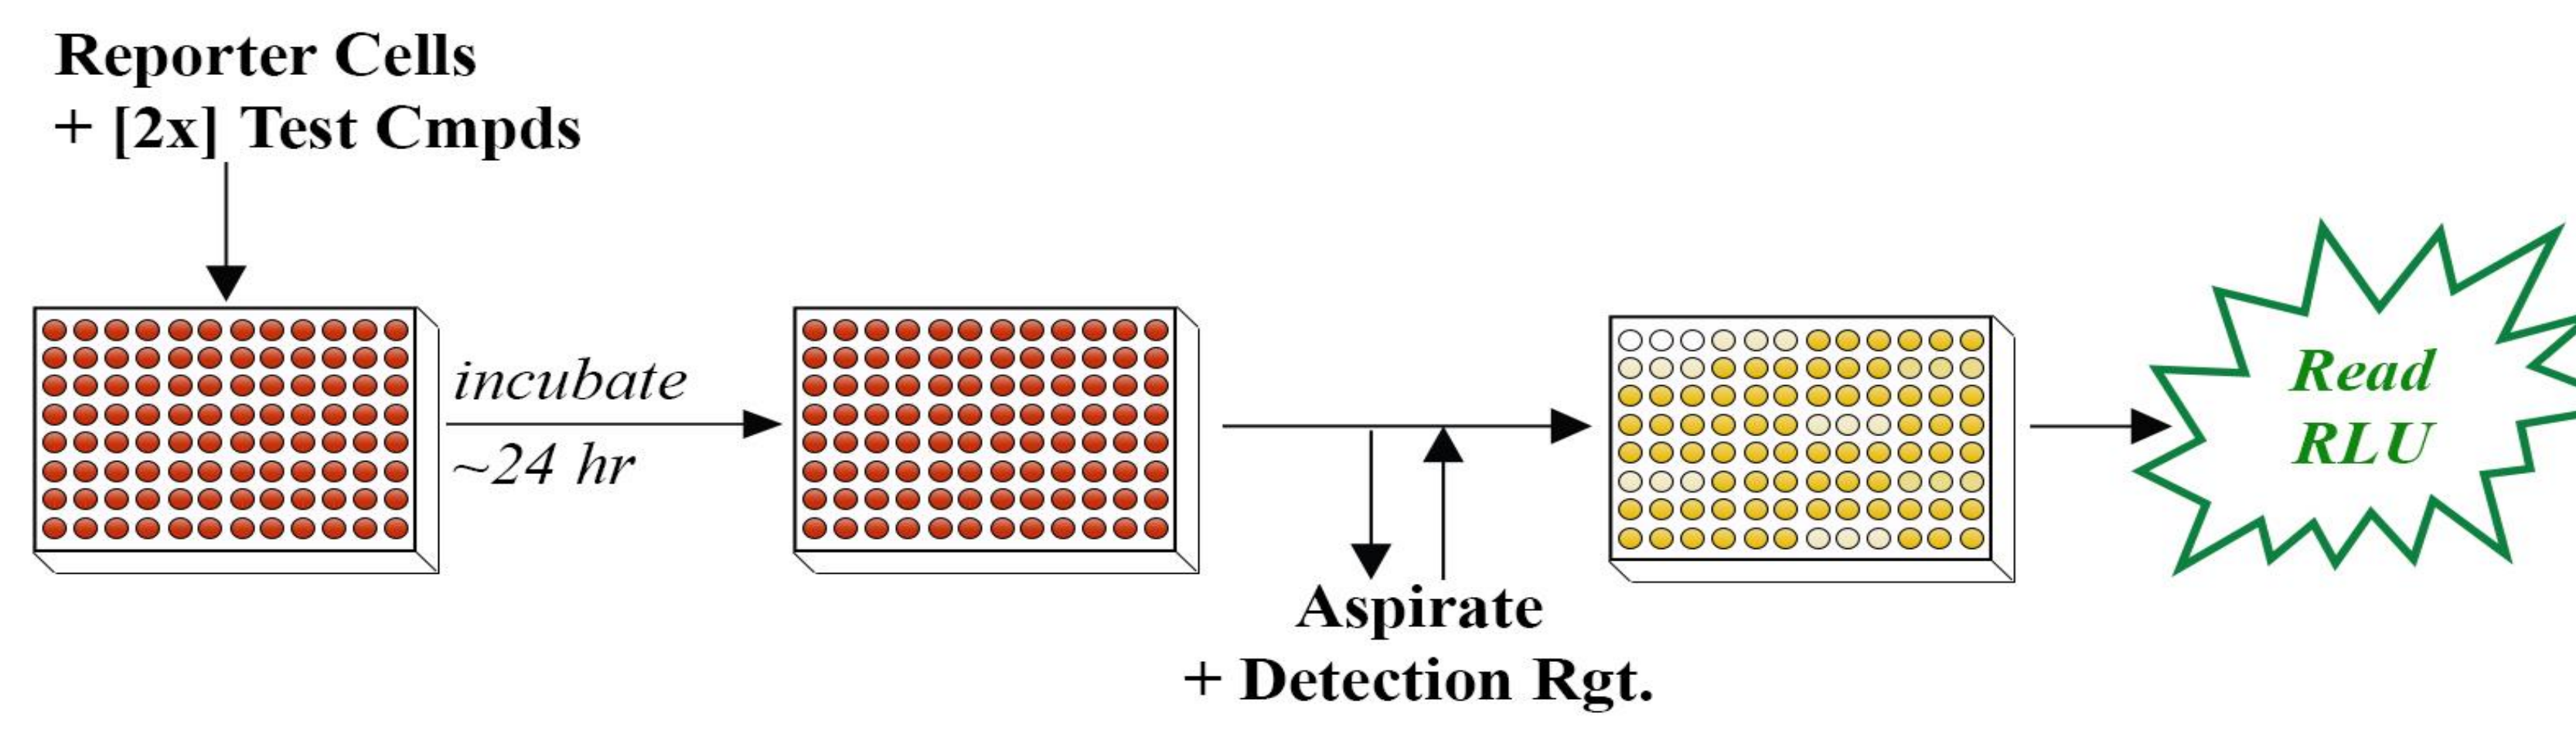 Reporter Cells
+ [2x] Test Cmpds
incubate
~24 hr
Aspirate
+ Detection Rgt.
Read
RLU